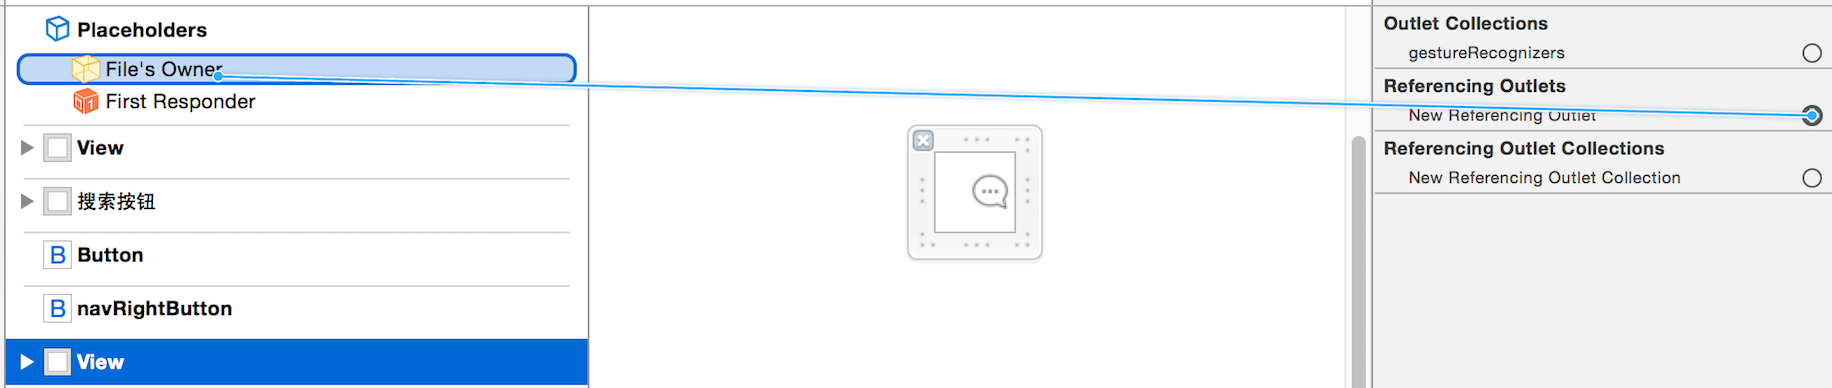 Placeholders
File's Owner
First Responder
View
搜索按钮
Button
navRightButton
View
Outlet Collections
gestureRecognizers
Referencing Outlets
New Referencing Outlet
Referencing Outlet Collections
New Referencing Outlet Collection